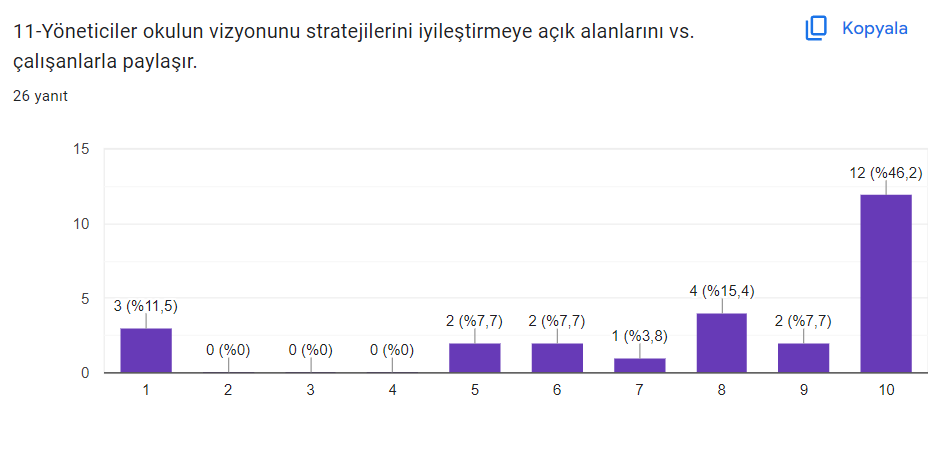 11-Yöneticiler okulun vizyonunu stratejilerini iyileştirmeye açık alanlarını vs.
çalışanlarla paylaşır.
Kopyala
26 yanıt
15
10
5
0
3 (%11,5)
0 (%0)
0 (%0)
0 (%0)
2 (%7,7)
2 (%7,7)
1 (%3,8)
4 (%15,4)
2 (%7,7)
12 (%46,2)
1 2 3 4 5 6 7 8 9 10